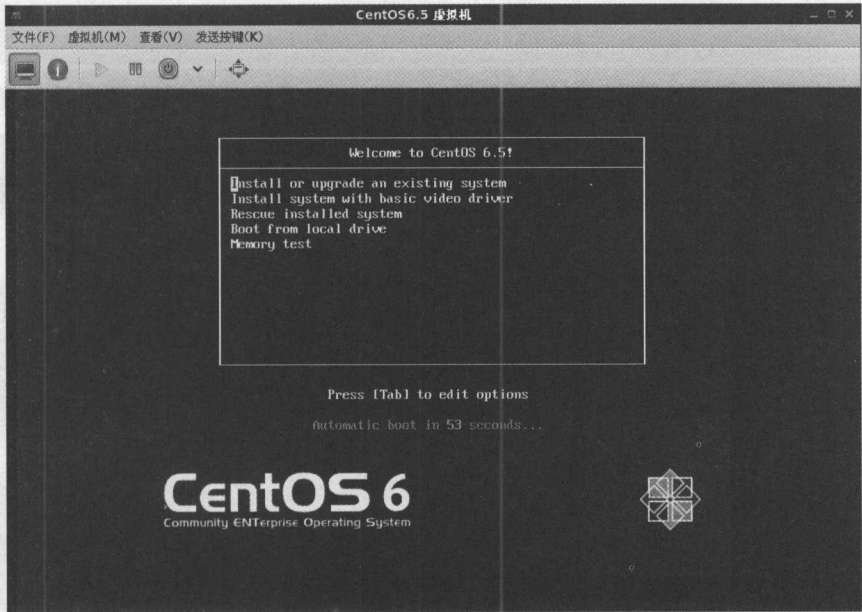 CentOS6.5 虚拟机
文件(F) 虚拟机(M) 查看(V) 发送按键(K)
Welcome to CentOS 6.5!
Install or upgrade an existing system
Install system with basic video driver
Rescue installed system
Boot from local drive
Memory test
Press [Tab] to edit options
Automatic boot in 53 seconds...
CentOS 6
Community ENTerprise Operating System